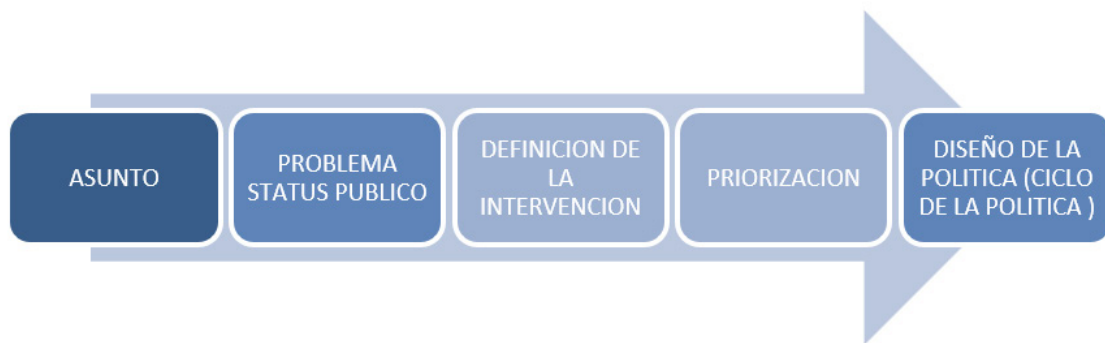 ASUNTO
PROBLEMA
STATUS PUBLICO
DEFINICION DE
LA
INTERVENCION
PRIORIZACION
DISEÑO DE LA
POLITICA (CICLO
DE LA POLITICA )